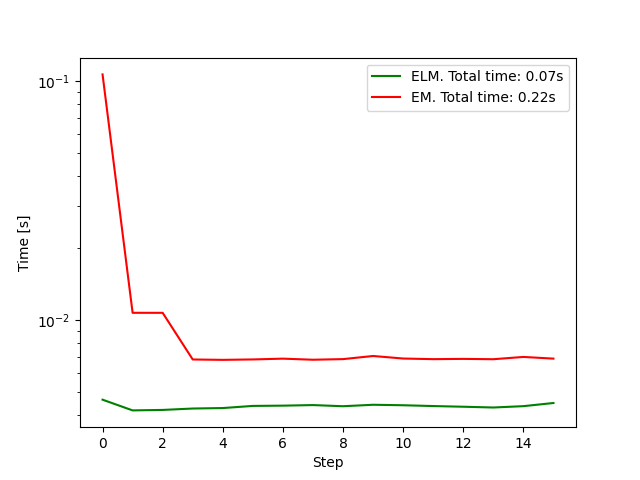 ELM. Total time: 0.07s
EM. Total time: 0.22s
10⁻¹
10⁻²
Time [s]
0 2 4 6 8 10 12 14
Step